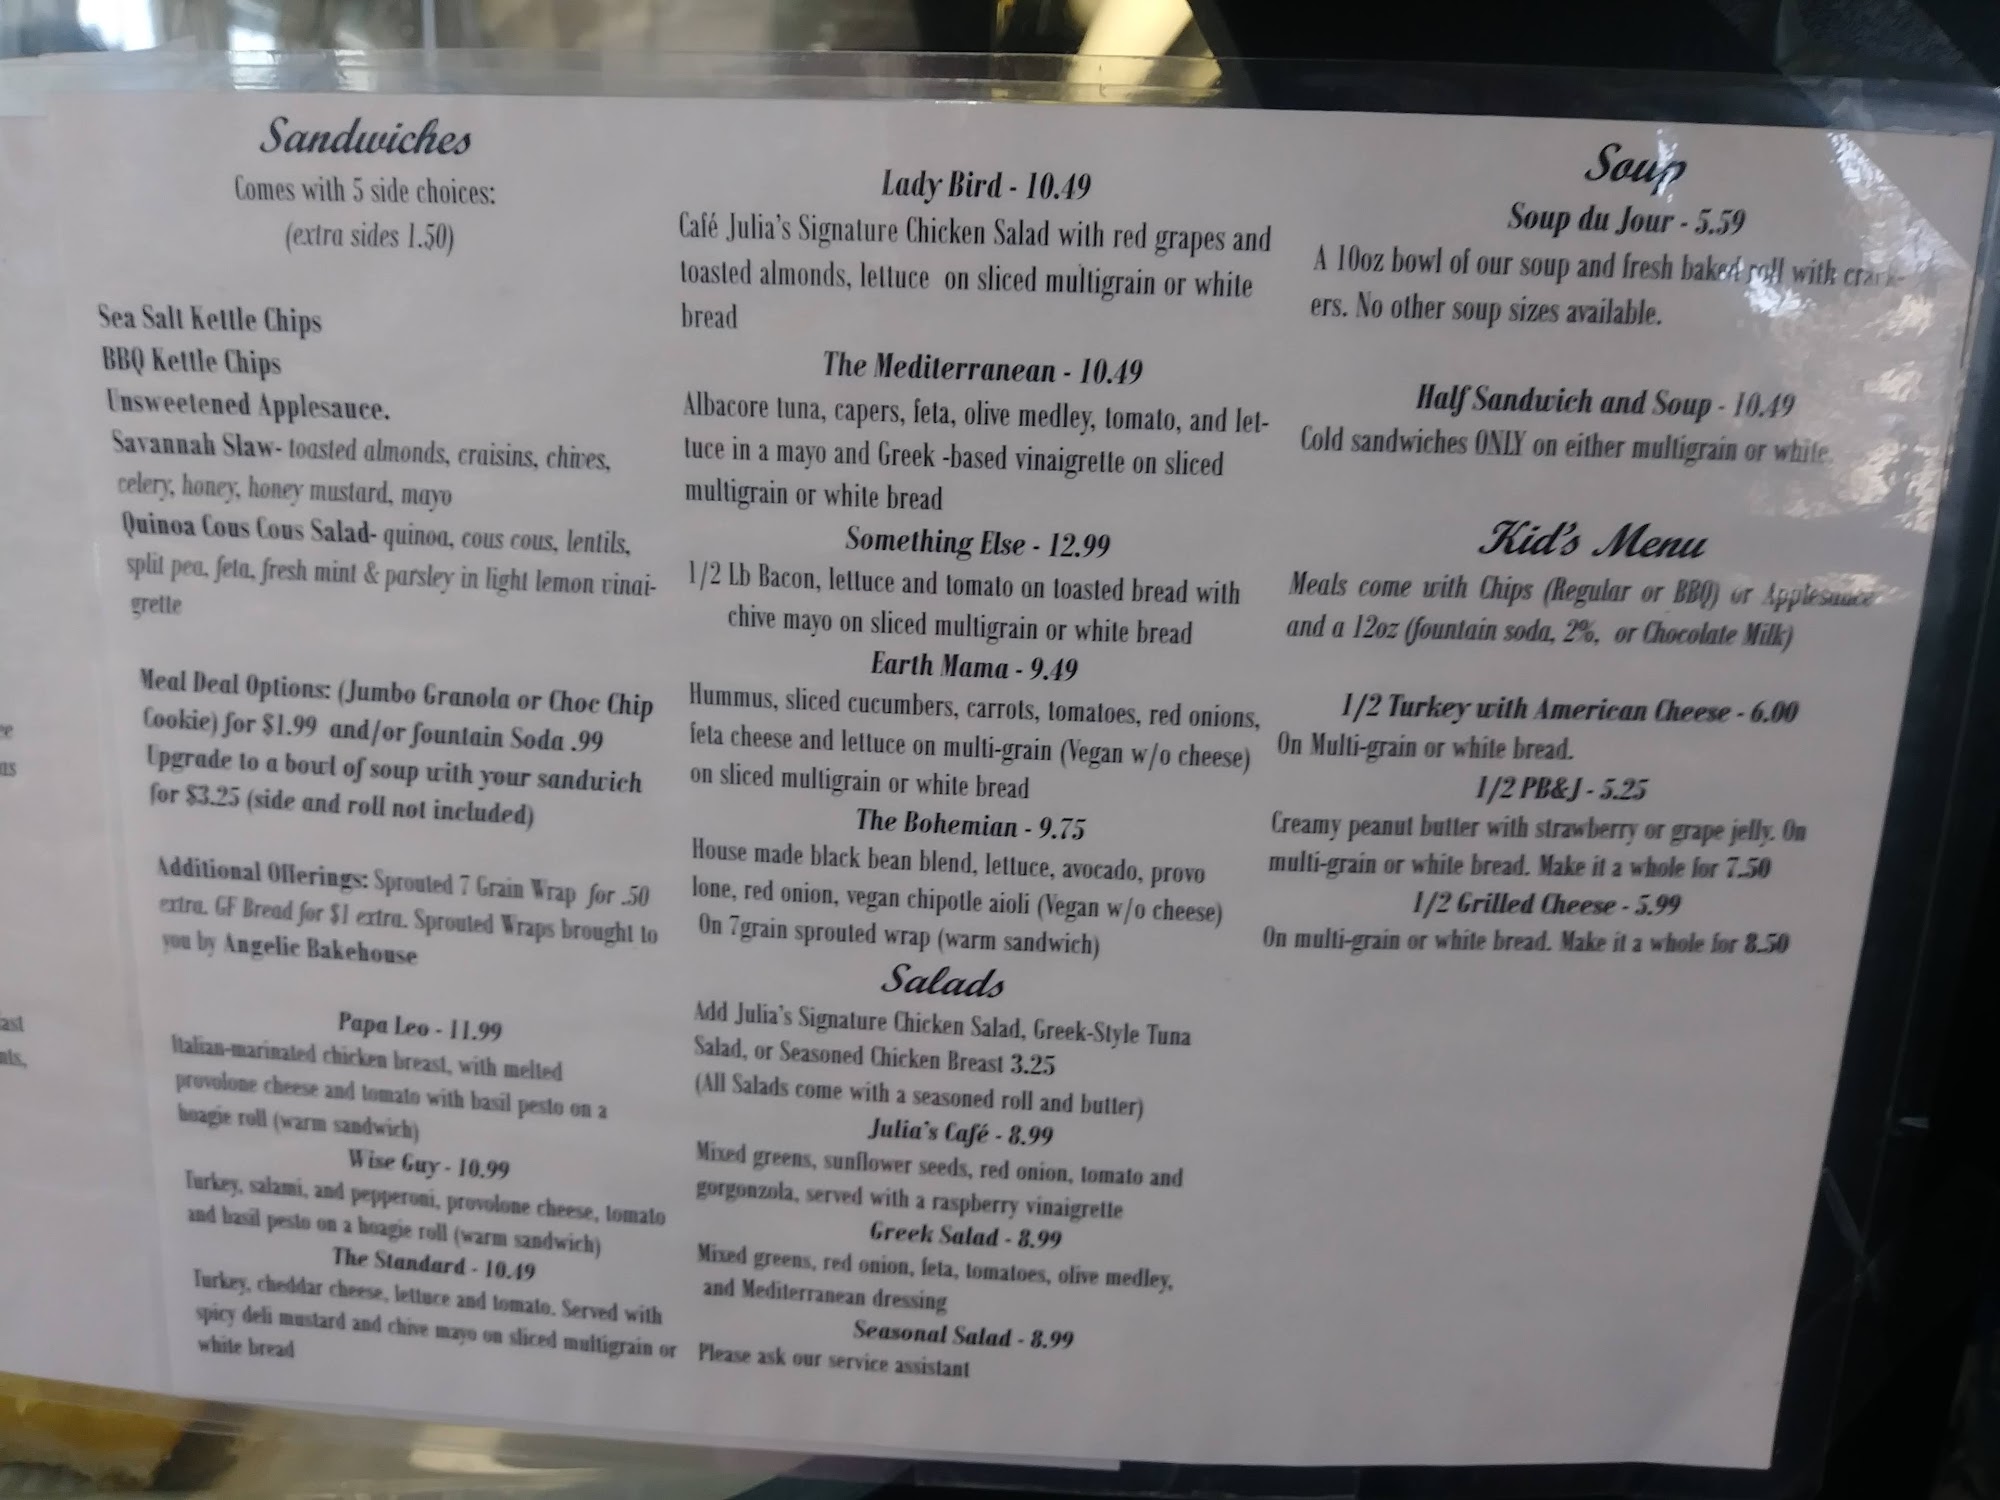 Sandwiches
Comes with 5 side choices:
(extra sides 1.50)
Sea Salt Kettle Chips
BBQ Kettle Chips
Unsweetened Applesauce.
Savannah Slaw- toasted almonds, craisins, chives,
celery, honey, honey mustard, mayo
Quinoa Cous Cous Salad- quinoa, cous cous, lentils,
split pea, feta, fresh mint & parsley in light lemon vinai-
grette
Meal Deal Options: (Jumbo Granola or Choc Chip
Cookie) for $1.99 and/or fountain Soda .99
Upgrade to a bowl of soup with your sandwich
for $3.25 (side and roll not included)
Additional Offerings: Sprouted 7 Grain Wrap for .50
extra. GF Bread for $1 extra. Sprouted Wraps brought to
you by Angelic Bakehouse
Papa Leo - 11.99
Italian-marinated chicken breast, with melted
provolone cheese and tomato with basil pesto on a
hoagie roll (warm sandwich)
Wise Guy - 10.99
Turkey, salami, and pepperoni, provolone cheese, tomato
and basil pesto on a hoagie roll (warm sandwich)
The Standard - 10.49
Turkey, cheddar cheese, lettuce and tomato. Served with
spicy deli mustard and chive mayo on sliced multigrain or
white bread
Lady Bird - 10.49
Café Julia's Signature Chicken Salad with red grapes and
toasted almonds, lettuce on sliced multigrain or white
bread
The Mediterranean - 10.49
Albacore tuna, capers, feta, olive medley, tomato, and let-
tuce in a mayo and Greek -based vinaigrette on sliced
multigrain or white bread
Something Else - 12.99
1/2 Lb Bacon, lettuce and tomato on toasted bread with
chive mayo on sliced multigrain or white bread
Earth Mama - 9.49
Hummus, sliced cucumbers, carrots, tomatoes, red onions,
feta cheese and lettuce on multi-grain (Vegan w/o cheese)
on sliced multigrain or white bread
The Bohemian - 9.75
House made black bean blend, lettuce, avocado, provo
lone, red onion, vegan chipotle aioli (Vegan w/o cheese)
On 7grain sprouted wrap (warm sandwich)
Salads
Add Julia's Signature Chicken Salad, Greek-Style Tuna
Salad, or Seasoned Chicken Breast 3.25
(All Salads come with a seasoned roll and butter)
Julia's Café - 8.99
Mixed greens, sunflower seeds, red onion, tomato and
gorgonzola, served with a raspberry vinaigrette
Greek Salad - 8.99
Mixed greens, red onion, feta, tomatoes, olive medley,
and Mediterranean dressing
Seasonal Salad - 8.99
Please ask our service assistant
Soup
Soup du Jour - 5.59
A 10oz bowl of our soup and fresh baked roll with crack-
ers. No other soup sizes available.
Half Sandwich and Soup - 10.49
Cold sandwiches ONLY on either multigrain or white.
Kid's Menu
Meals come with Chips (Regular or BBQ) or Applesauce
and a 12oz (fountain soda, 2%, or Chocolate Milk)
1/2 Turkey with American Cheese - 6.00
On Multi-grain or white bread.
1/2 PB&J - 5.25
Creamy peanut butter with strawberry or grape jelly. On
multi-grain or white bread. Make it a whole for 7.50
1/2 Grilled Cheese - 5.99
On multi-grain or white bread. Make it a whole for 8.50